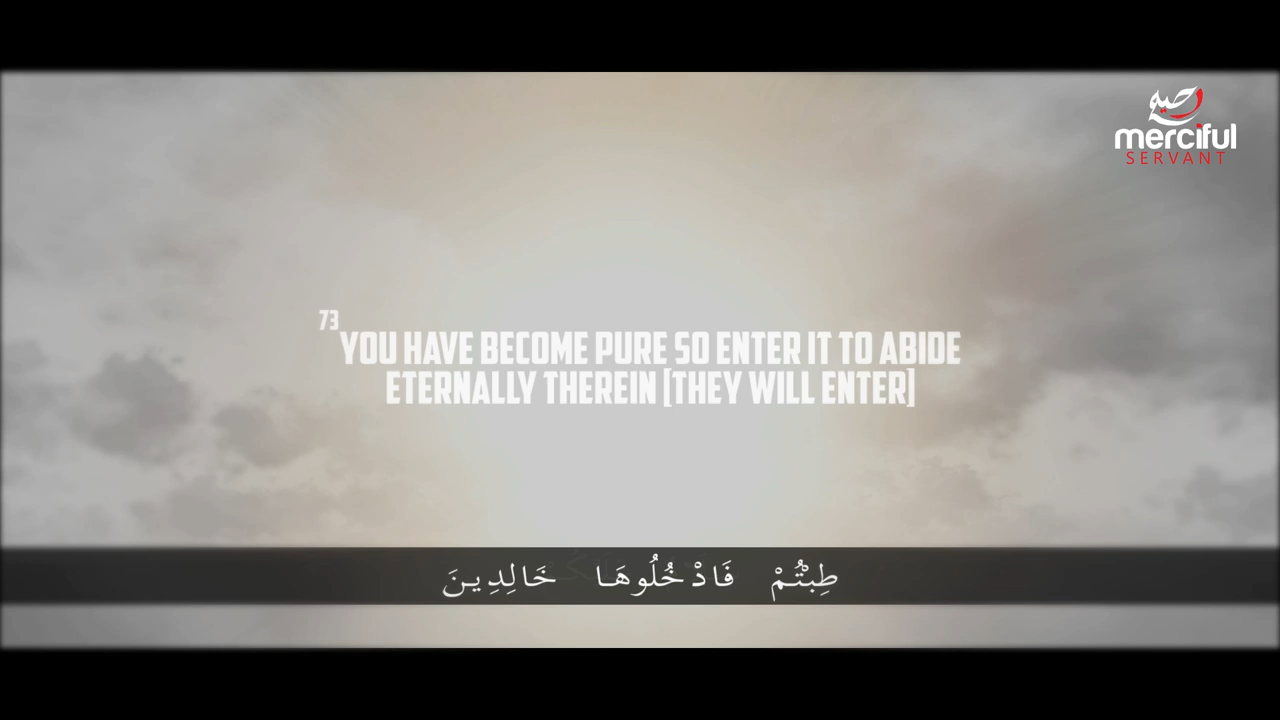 merciful
SERVANT
73
YOU HAVE BECOME PURE SO ENTER IT TO ABIDE
ETERNALLY THEREIN [THEY WILL ENTER]
طِبْتُمْ فَادْخُلُوهَا خَالِدِينَ